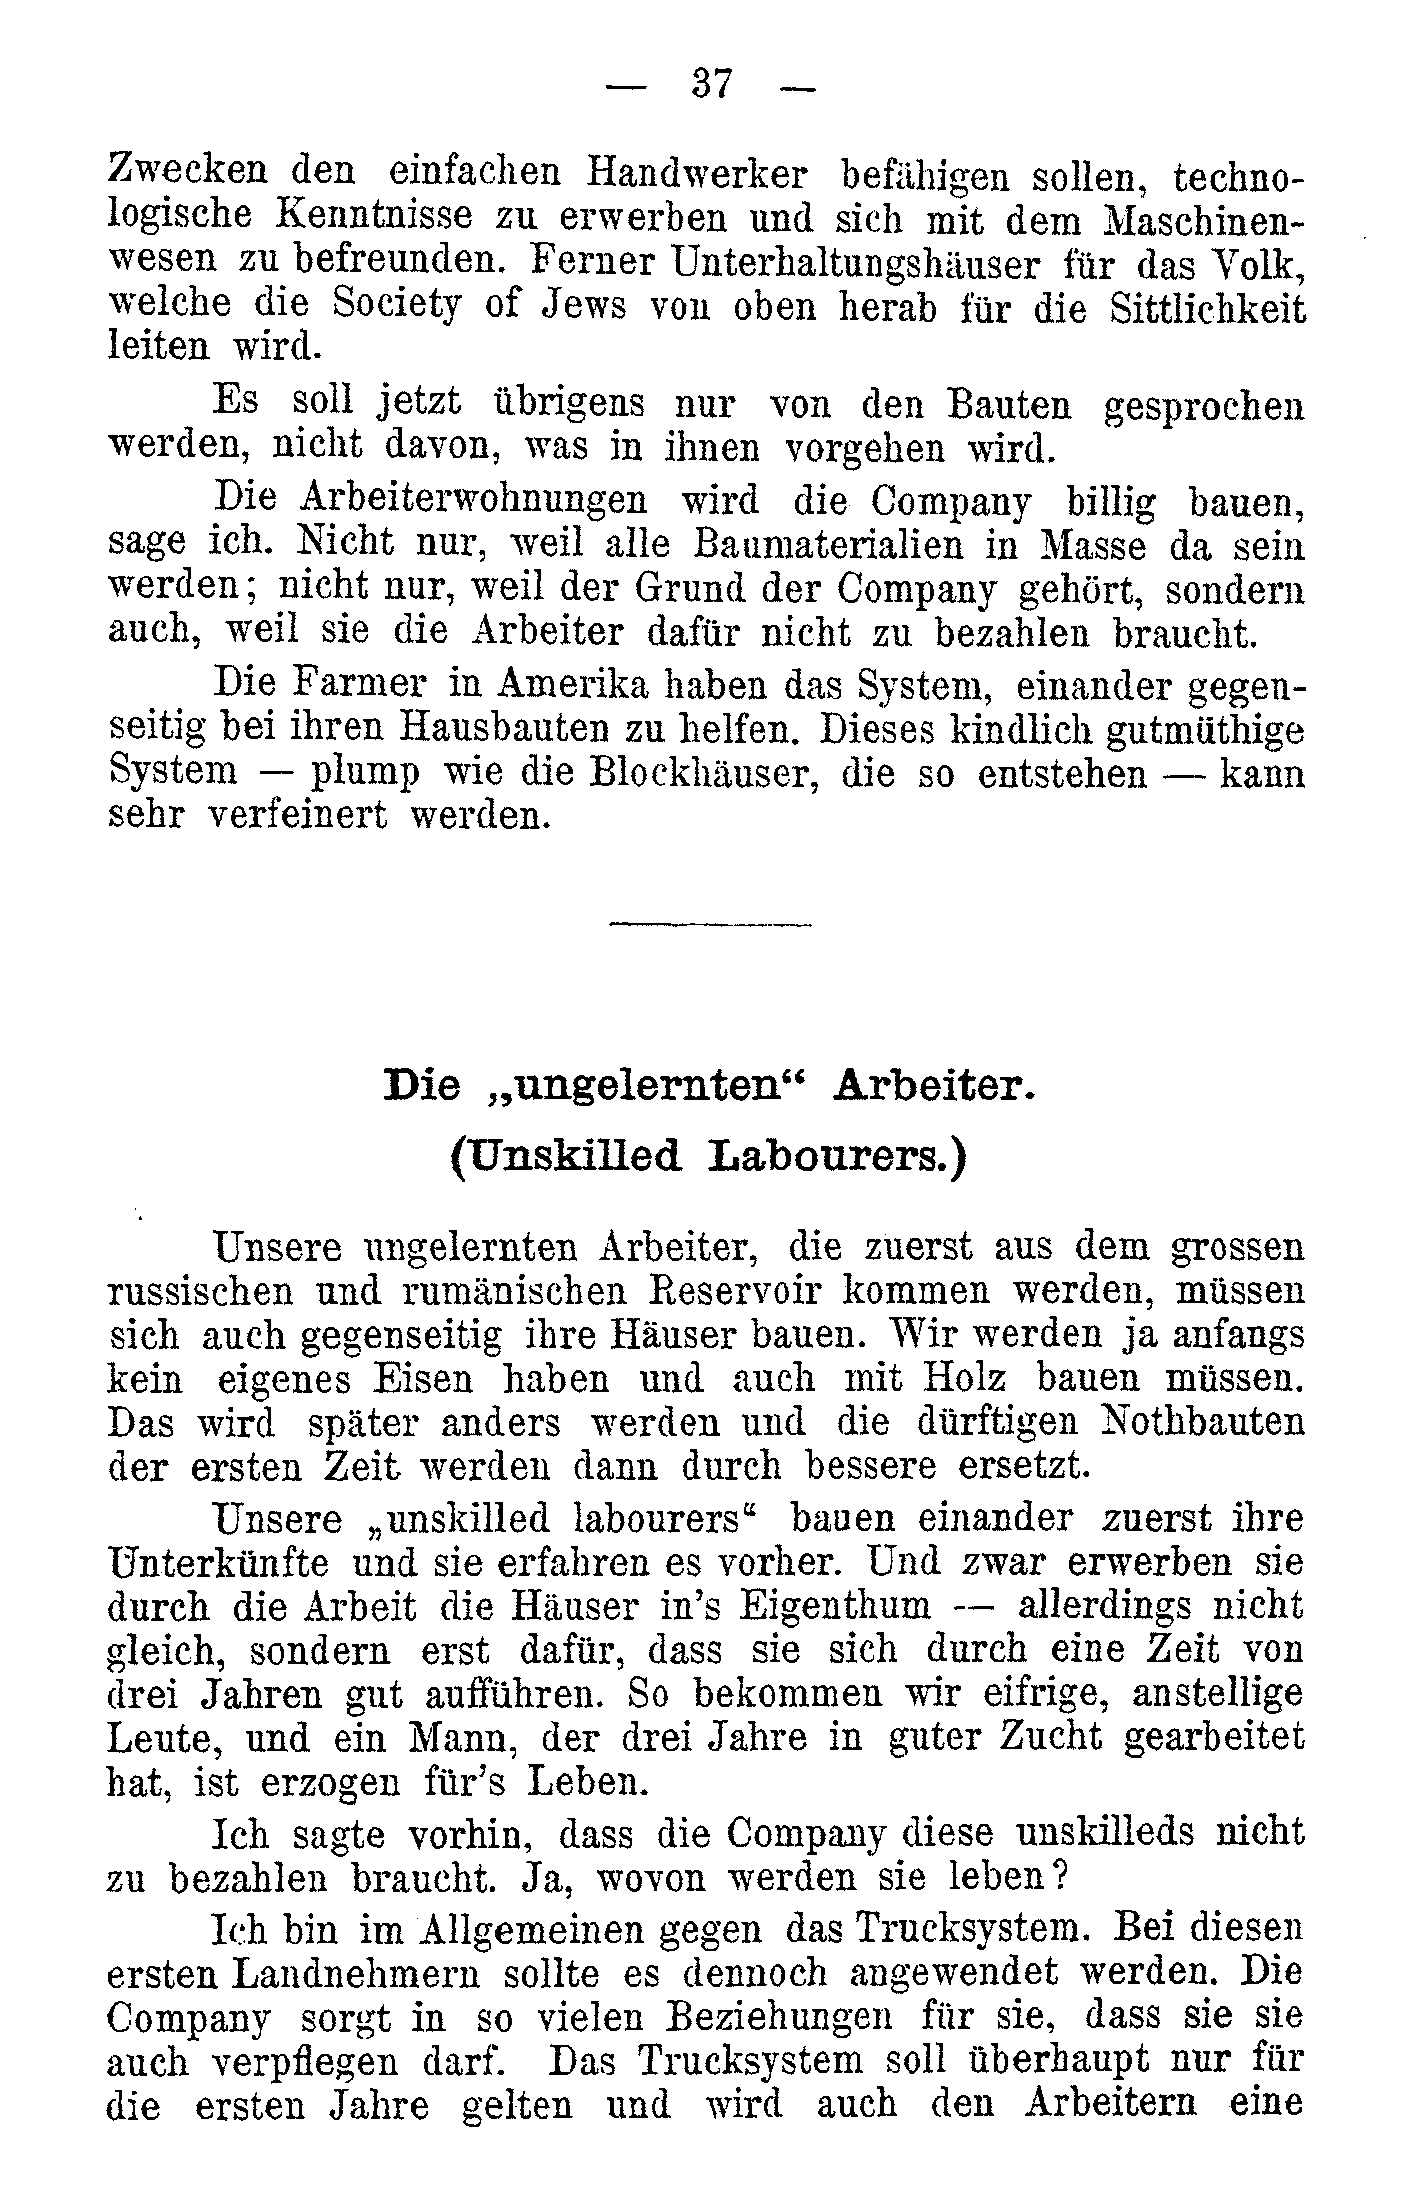 — 37 —
Zwecken den einfachen Handwerker befähigen sollen, techno-
logische Kenntnisse zu erwerben und sich mit dem Maschinen-
wesen zu befreunden. Ferner Unterhaltungshäuser für das Volk,
welche die Society of Jews von oben herab für die Sittlichkeit
leiten wird.
Es soll jetzt übrigens nur von den Bauten gesprochen
werden, nicht davon, was in ihnen vorgehen wird.
Die Arbeiterwohnungen wird die Company billig bauen,
sage ich. Nicht nur, weil alle Baumaterialien in Masse da sein
werden; nicht nur, weil der Grund der Company gehört, sondern
auch, weil sie die Arbeiter dafür nicht zu bezahlen braucht.
Die Farmer in Amerika haben das System, einander gegen-
seitig bei ihren Hausbauten zu helfen. Dieses kindlich gutmüthige
System — plump wie die Blockhäuser, die so entstehen — kann
sehr verfeinert werden.
Die „ungelernten“ Arbeiter.
(Unskilled Labourers.)
Unsere ungelernten Arbeiter, die zuerst aus dem grossen
russischen und rumänischen Reservoir kommen werden, müssen
sich auch gegenseitig ihre Häuser bauen. Wir werden ja anfangs
kein eigenes Eisen haben und auch mit Holz bauen müssen.
Das wird später anders werden und die dürftigen Nothbauten
der ersten Zeit werden dann durch bessere ersetzt.
Unsere „unskilled labourers“ bauen einander zuerst ihre
Unterkünfte und sie erfahren es vorher. Und zwar erwerben sie
durch die Arbeit die Häuser in’s Eigenthum — allerdings nicht
gleich, sondern erst dafür, dass sie sich durch eine Zeit von
drei Jahren gut aufführen. So bekommen wir eifrige, anstellige
Leute, und ein Mann, der drei Jahre in guter Zucht gearbeitet
hat, ist erzogen für’s Leben.
Ich sagte vorhin, dass die Company diese unskilleds nicht
zu bezahlen braucht. Ja, wovon werden sie leben?
Ich bin im Allgemeinen gegen das Trucksystem. Bei diesen
ersten Landnehmern sollte es dennoch angewendet werden. Die
Company sorgt in so vielen Beziehungen für sie, dass sie sie
auch verpflegen darf. Das Trucksystem soll überhaupt nur für
die ersten Jahre gelten und wird auch den Arbeitern eine